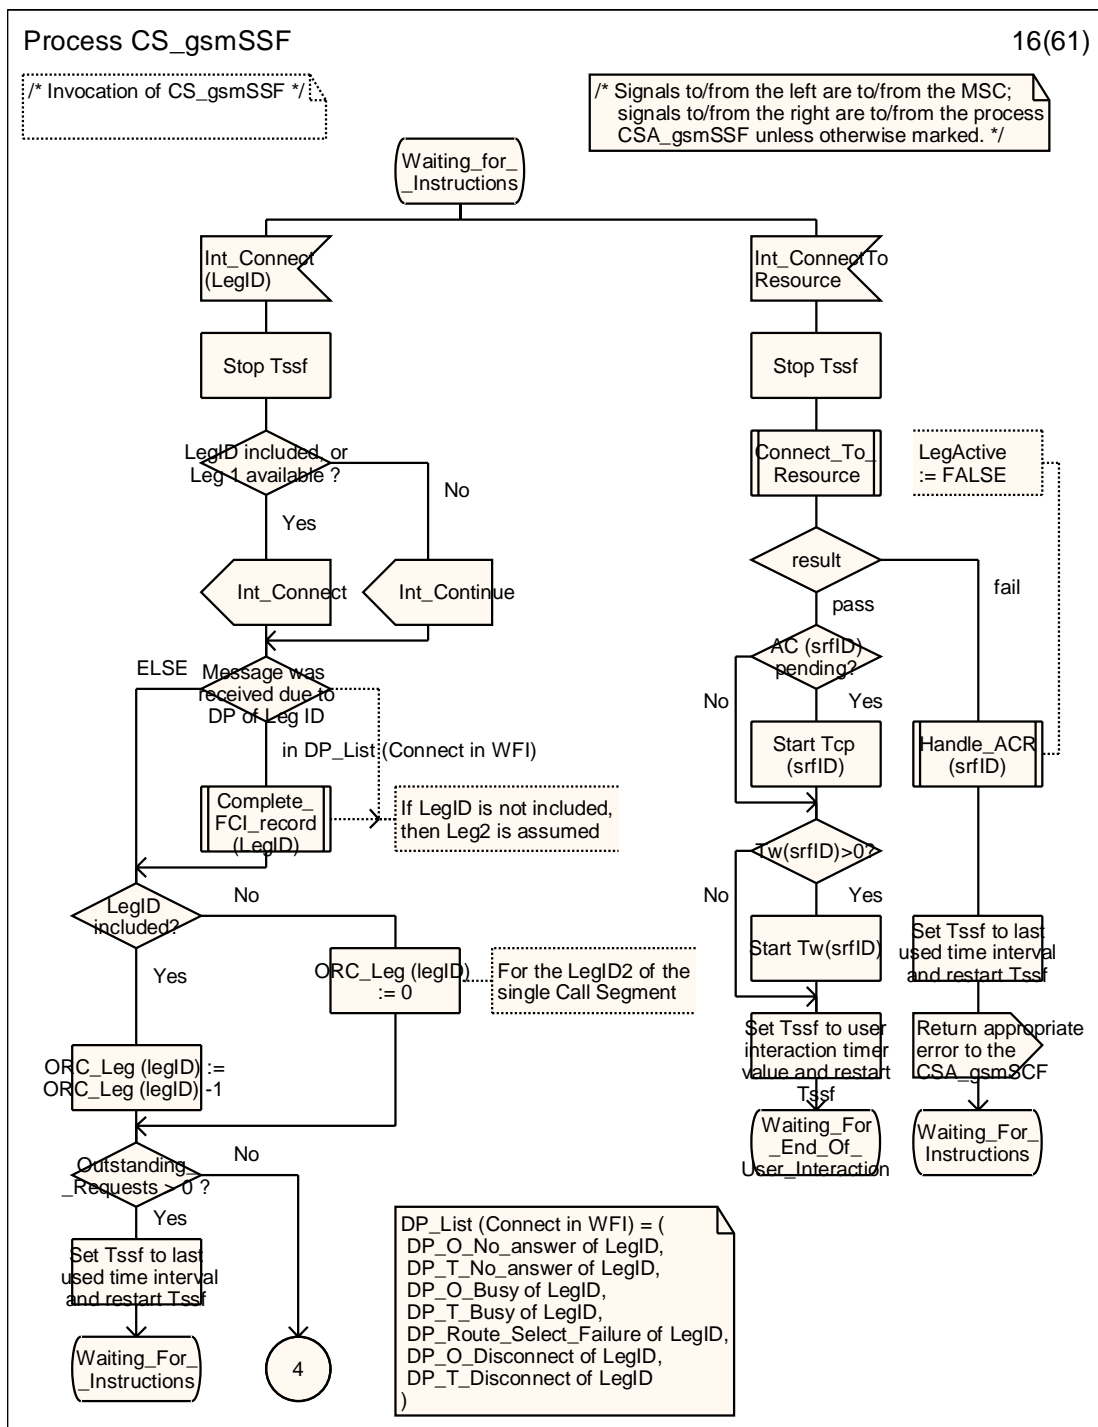 Process CS_gsmSSF
16(61)
/* Invocation of CS_gsmSSF */
/* Signals to/from the left are to/from the MSC;
signals to/from the right are to/from the process
CSA_gsmSSF unless otherwise marked. */
Waiting_for_
_Instructions
Int_Connect
(LegID)
Int_ConnectTo
Resource
Stop Tssf
Stop Tssf
LegID included, or
Leg 1 available ?
No
Yes
Connect_To_
Resource
LegActive
:= FALSE
Int_Connect
Int_Continue
result
pass
fail
ELSE
Message was
received due to
DP of Leg ID
in DP_List (Connect in WFI)
AC (srfID)
pending?
No
Yes
Start Tcp
(srfID)
Handle_ACR
(srfID)
Complete_
FCI_record
(LegID)
If LegID is not included,
then Leg2 is assumed
Tw(srfID)>0?
No
Yes
LegID
included?
No
Yes
ORC_Leg (legID)
:= 0
For the LegID2 of the
single Call Segment
Start Tw(srfID)
Set Tssf to last
used time interval
and restart Tssf
Set Tssf to user
interaction timer
value and restart
Tssf
Return appropriate
error to the
CSA_gsmSCF
ORC_Leg (legID) :=
ORC_Leg (legID) -1
Waiting_For
_End_Of_
User_Interaction
Waiting_For_
Instructions
Outstanding_
_Requests > 0 ?
No
Yes
Set Tssf to last
used time interval
and restart Tssf
Waiting_For_
_Instructions
4
DP_List (Connect in WFI) = (
DP_O_No_answer of LegID,
DP_T_No_answer of LegID,
DP_O_Busy of LegID,
DP_T_Busy of LegID,
DP_Route_Select_Failure of LegID,
DP_O_Disconnect of LegID,
DP_T_Disconnect of LegID
)